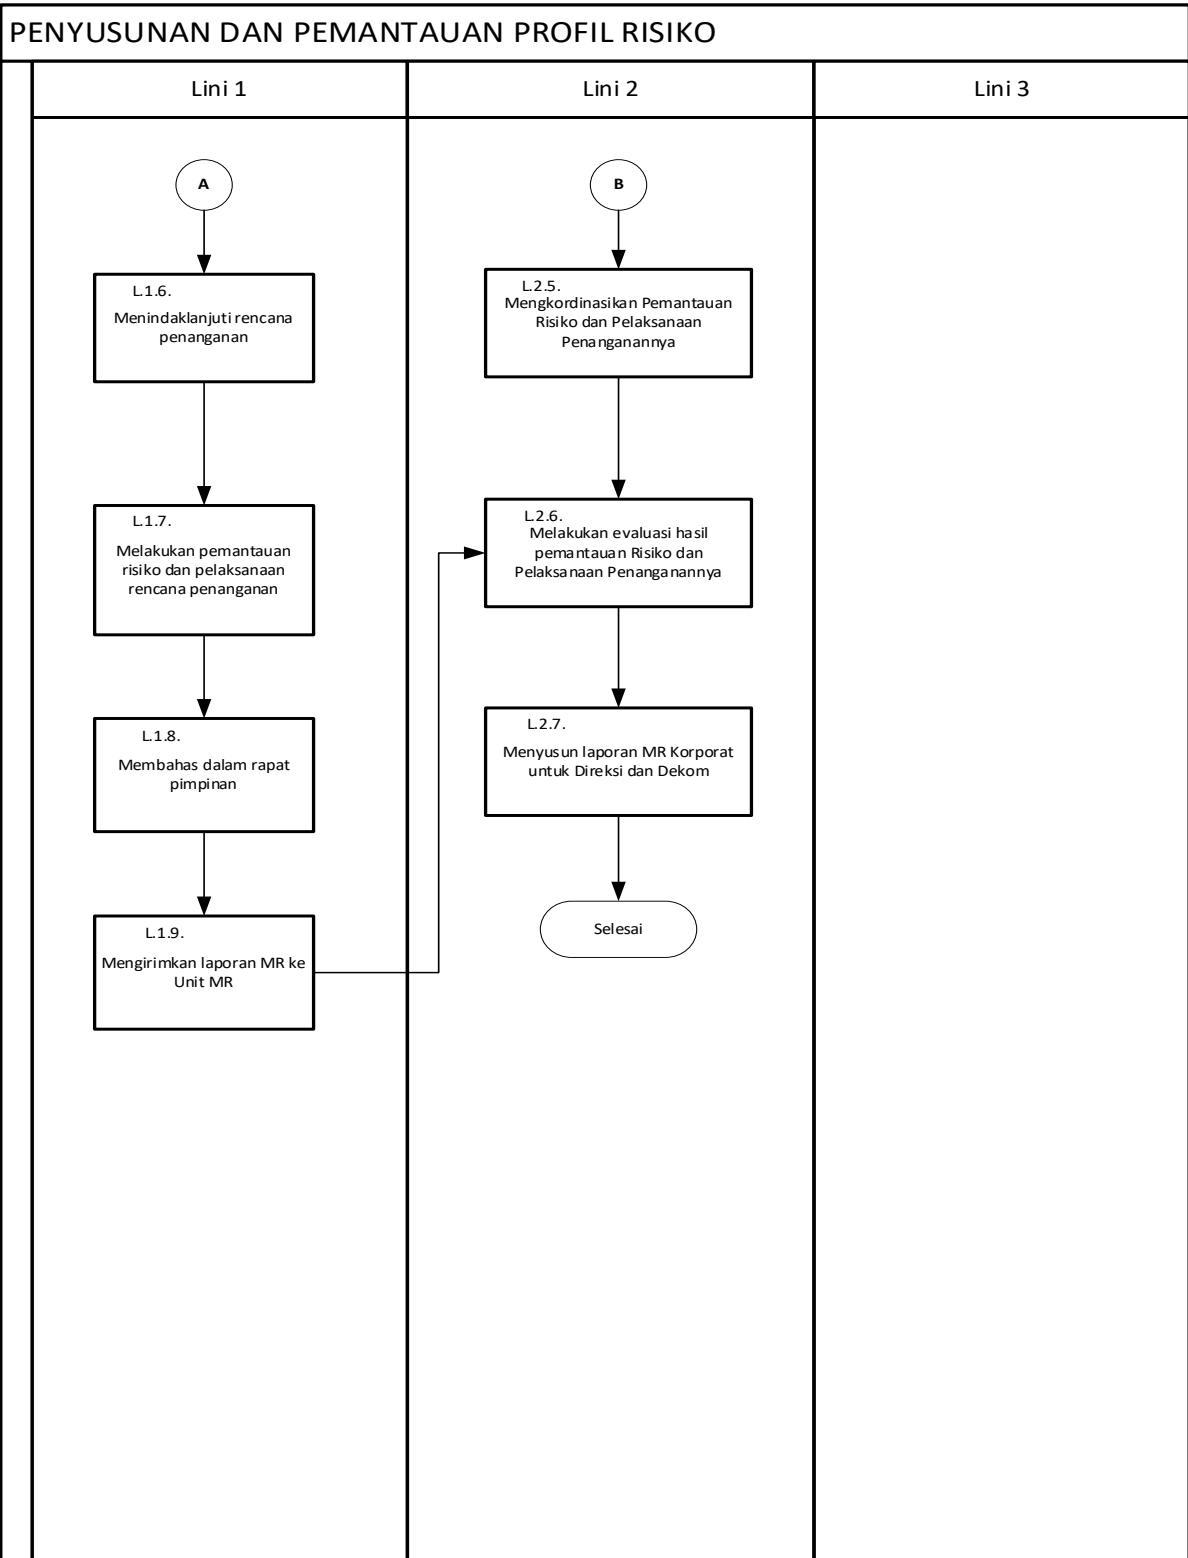 PENYUSUNAN DAN PEMANTAUAN PROFIL RISIKO
Lini 1
Lini 2
Lini 3
A
L.1.6.
Menindaklanjuti rencana
penanganan
L.1.7.
Melakukan pemantauan
risiko dan pelaksanaan
rencana penanganan
L.1.8.
Membahas dalam rapat
pimpinan
L.1.9.
Mengirimkan laporan MR ke
Unit MR
B
L.2.5.
Mengkordinasikan Pemantauan
Risiko dan Pelaksanaan
Penanganannya
L.2.6.
Melakukan evaluasi hasil
pemantauan Risiko dan
Pelaksanaan Penanganannya
L.2.7.
Menyusun laporan MR Korporat
untuk Direksi dan Dekom
Selesai